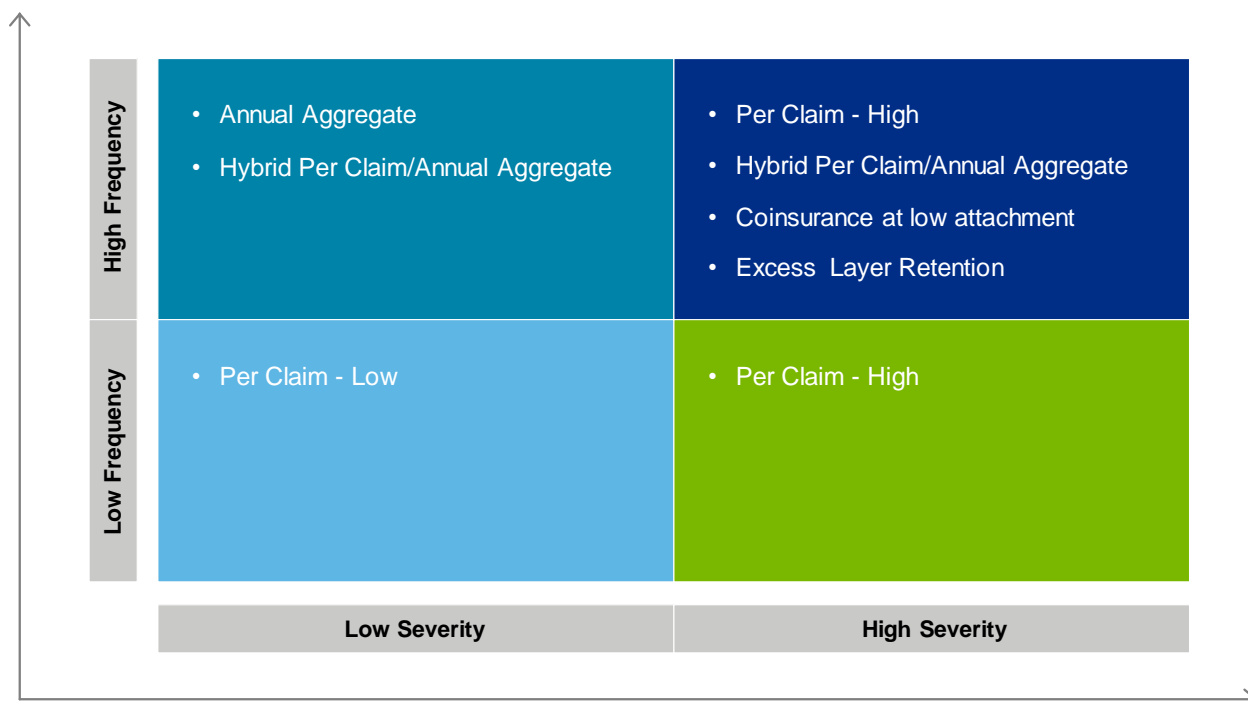 High Frequency
• Annual Aggregate
• Hybrid Per Claim/Annual Aggregate
• Per Claim - High
• Hybrid Per Claim/Annual Aggregate
• Coinsurance at low attachment
• Excess Layer Retention
Low Frequency
• Per Claim - Low
• Per Claim - High
Low Severity
High Severity